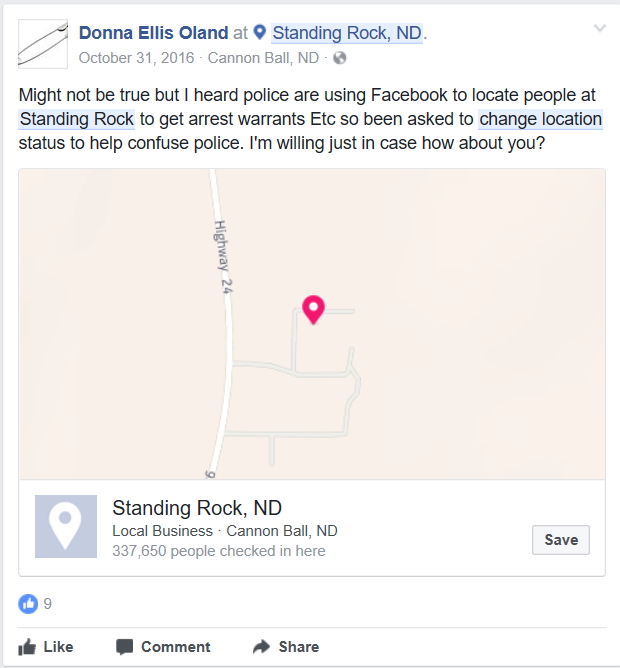 Donna Ellis Oland at Standing Rock, ND.
October 31, 2016 · Cannon Ball, ND ·
Might not be true but I heard police are using Facebook to locate people at
Standing Rock to get arrest warrants Etc so been asked to change location
status to help confuse police. I'm willing just in case how about you?
Highway 24
Standing Rock, ND
Local Business · Cannon Ball, ND
337,650 people checked in here
Save
9
Like Comment Share